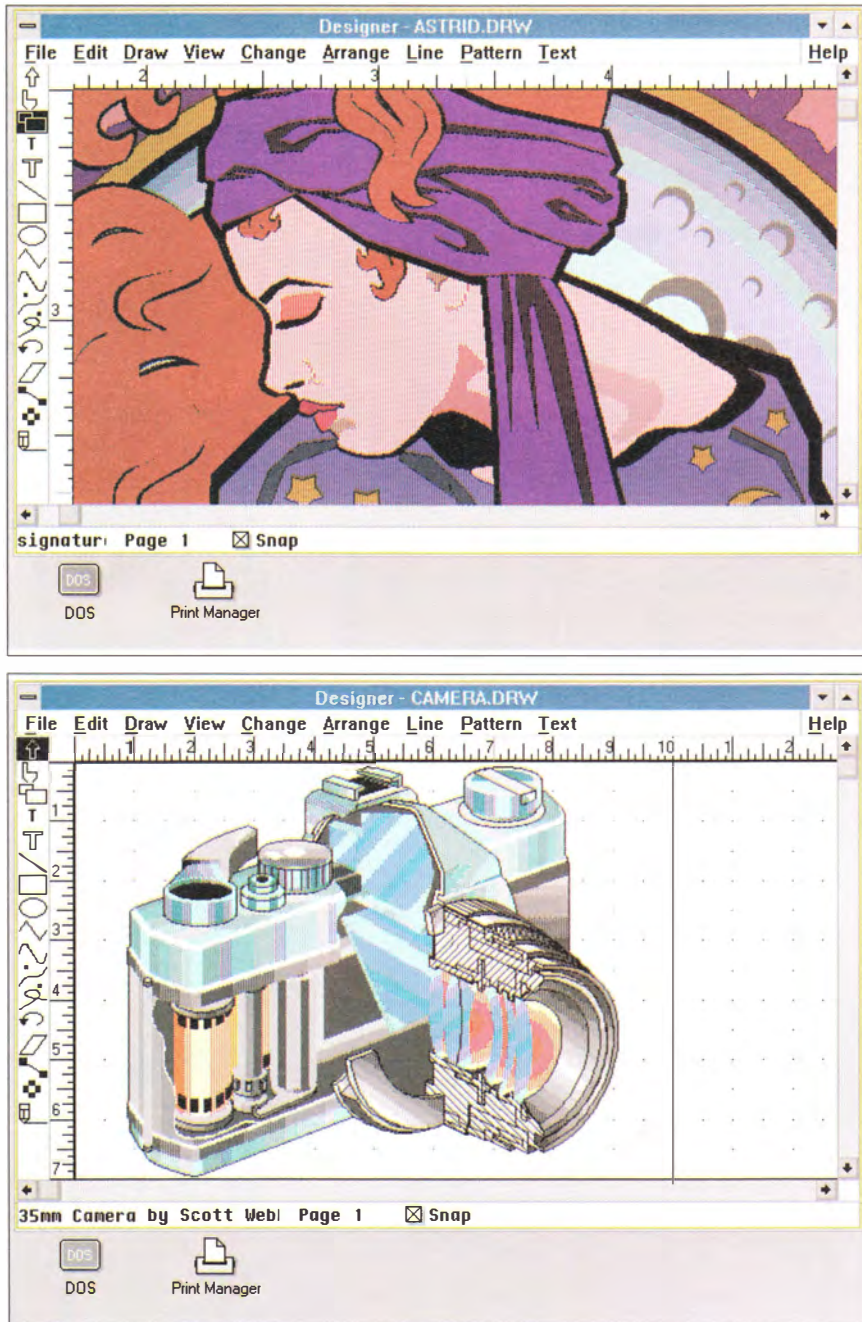 Designer - ASTRID.DRW
File Edit Draw View Change Arrange Line Pattern Text Help
2 3 4
T
T
3
signatur Page 1 Snap
DOS
DOS Print Manager
Designer - CAMERA.DRW
File Edit Draw View Change Arrange Line Pattern Text Help
1 2 3 4 5 6 7 8 9 10 2
T
T
1
2
3
4
5
6
7
35mm Camera by Scott Web Page 1 Snap
DOS
DOS Print Manager